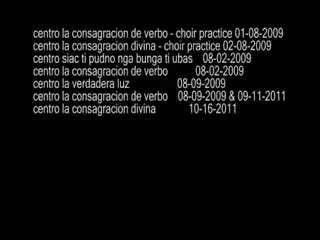 centro la consagracion de verbo - choir practice 01-08-2009
centro la consagracion divina - choir practice 02-08-2009
centro siac ti pudno nga bunga ti ubas 08-02-2009
centro la consagracion de verbo 08-02-2009
centro la verdadera luz 08-09-2009
centro la consagracion de verbo 08-09-2009 & 09-11-2011
centro la consagracion divina 10-16-2011